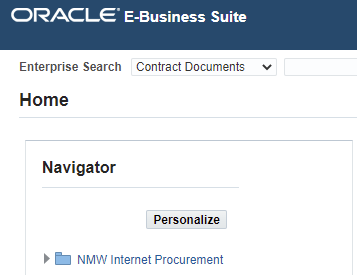 ORACLE E-Business Suite
Enterprise Search Contract Documents
Home
Navigator
Personalize
NMW Internet Procurement